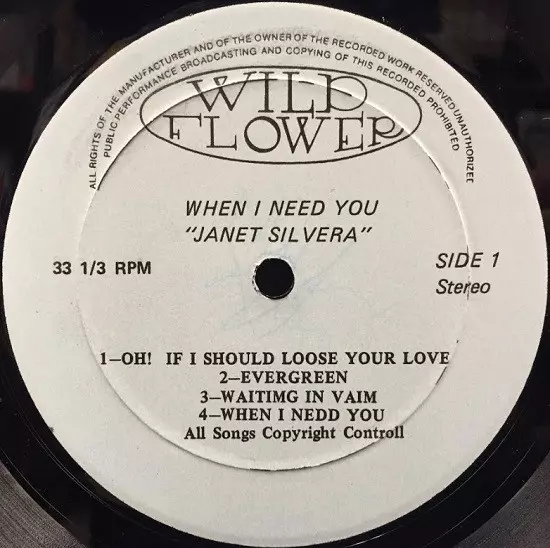 ALL RIGHTS OF THE MANUFACTURER AND OF THE OWNER OF THE RECORDED WORK RESERVED UNAUTHORIZED
PUBLIC PERFORMANCE BROADCASTING AND COPYING OF THIS RECORDED PROHIBITED
WILD
FLOWER
WHEN I NEED YOU
"JANET SILVERA"
33 1/3 RPM
SIDE 1
Stereo
1—OH! IF I SHOULD LOOSE YOUR LOVE
2—EVERGREEN
3—WAITIMG IN VAIM
4—WHEN I NEDD YOU
All Songs Copyright Controll